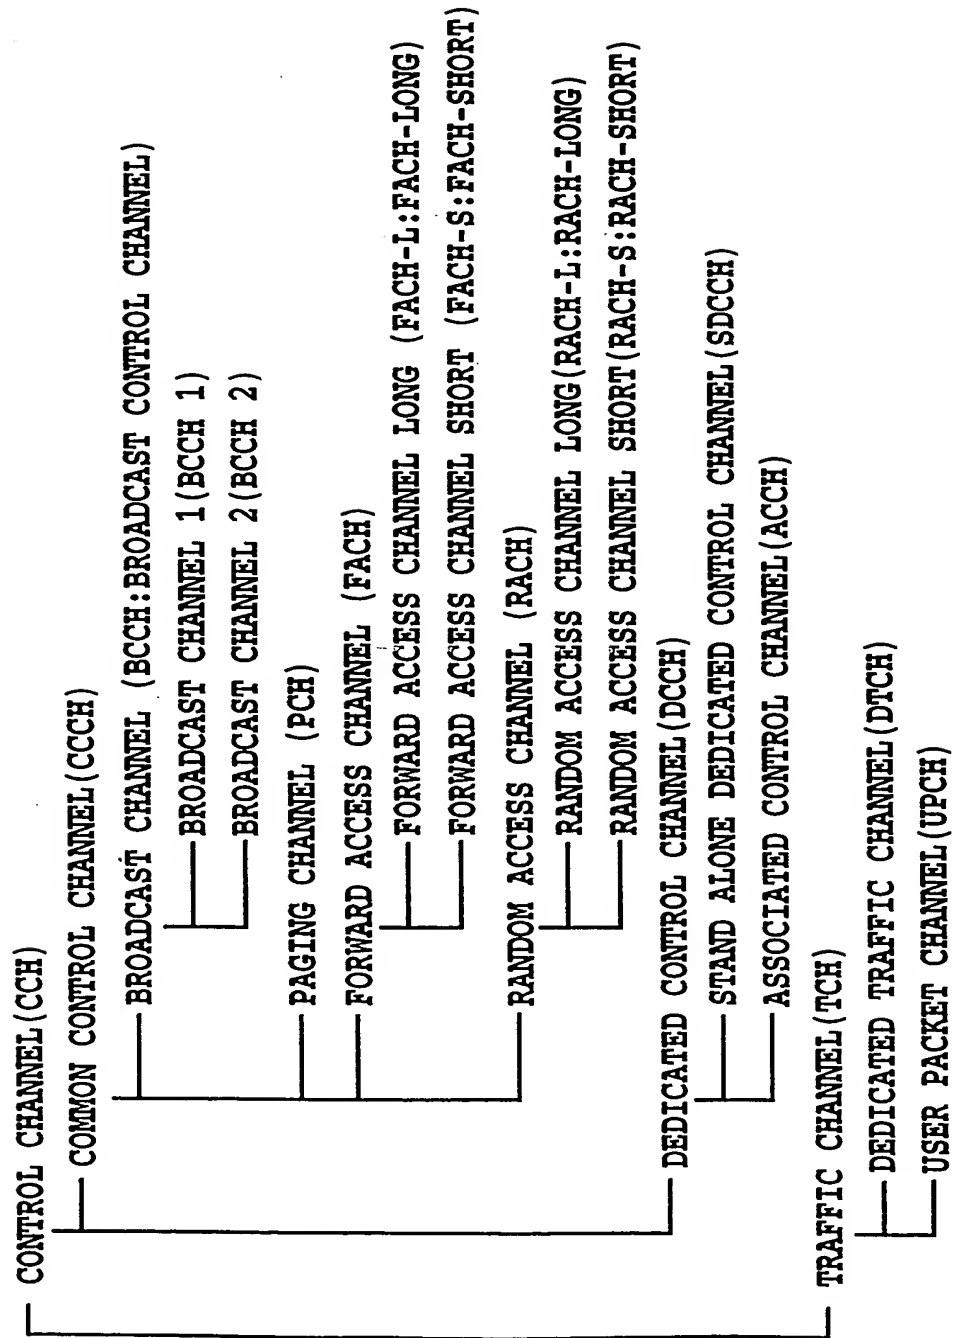 CONTROL CHANNEL(CCH)
COMMON CONTROL CHANNEL(CCCH)
BROADCAST CHANNEL (BCCH:BROADCAST CONTROL CHANNEL)
BROADCAST CHANNEL 1(BCCH 1)
BROADCAST CHANNEL 2(BCCH 2)
PAGING CHANNEL (PCH)
FORWARD ACCESS CHANNEL (FACH)
FORWARD ACCESS CHANNEL LONG (FACH-L:FACH-LONG)
FORWARD ACCESS CHANNEL SHORT (FACH-S:FACH-SHORT)
RANDOM ACCESS CHANNEL (RACH)
RANDOM ACCESS CHANNEL LONG(RACH-L:RACH-LONG)
RANDOM ACCESS CHANNEL SHORT(RACH-S:RACH-SHORT)
DEDICATED CONTROL CHANNEL(DCCH)
STAND ALONE DEDICATED CONTROL CHANNEL(SDCCH)
ASSOCIATED CONTROL CHANNEL(ACCH)
TRAFFIC CHANNEL(TCH)
DEDICATED TRAFFIC CHANNEL(DTCH)
USER PACKET CHANNEL(UPCH)